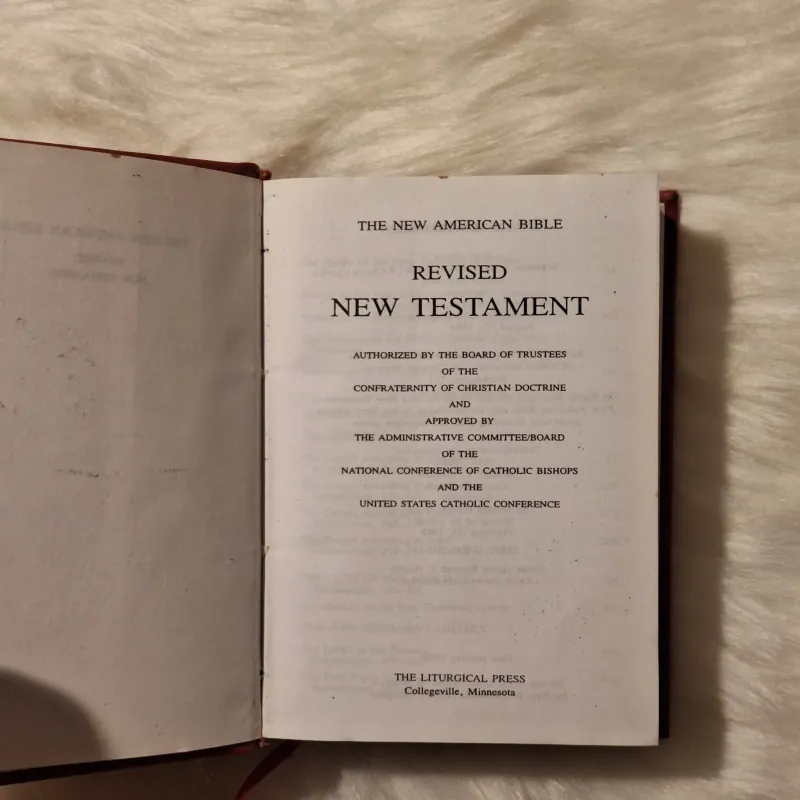 THE NEW AMERICAN BIBLE
REVISED
NEW TESTAMENT
AUTHORIZED BY THE BOARD OF TRUSTEES
OF THE
CONFRATERNITY OF CHRISTIAN DOCTRINE
AND
APPROVED BY
THE ADMINISTRATIVE COMMITTEE/BOARD
OF THE
NATIONAL CONFERENCE OF CATHOLIC BISHOPS
AND THE
UNITED STATES CATHOLIC CONFERENCE
THE LITURGICAL PRESS
Collegeville, Minnesota